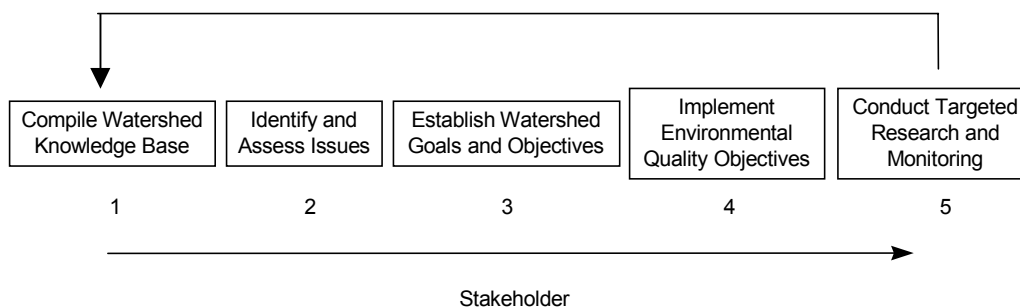 Compile Watershed
Knowledge Base
Identify and
Assess Issues
Establish Watershed
Goals and Objectives
Implement
Environmental
Quality Objectives
Conduct Targeted
Research and
Monitoring
1
2
3
4
5
Stakeholder